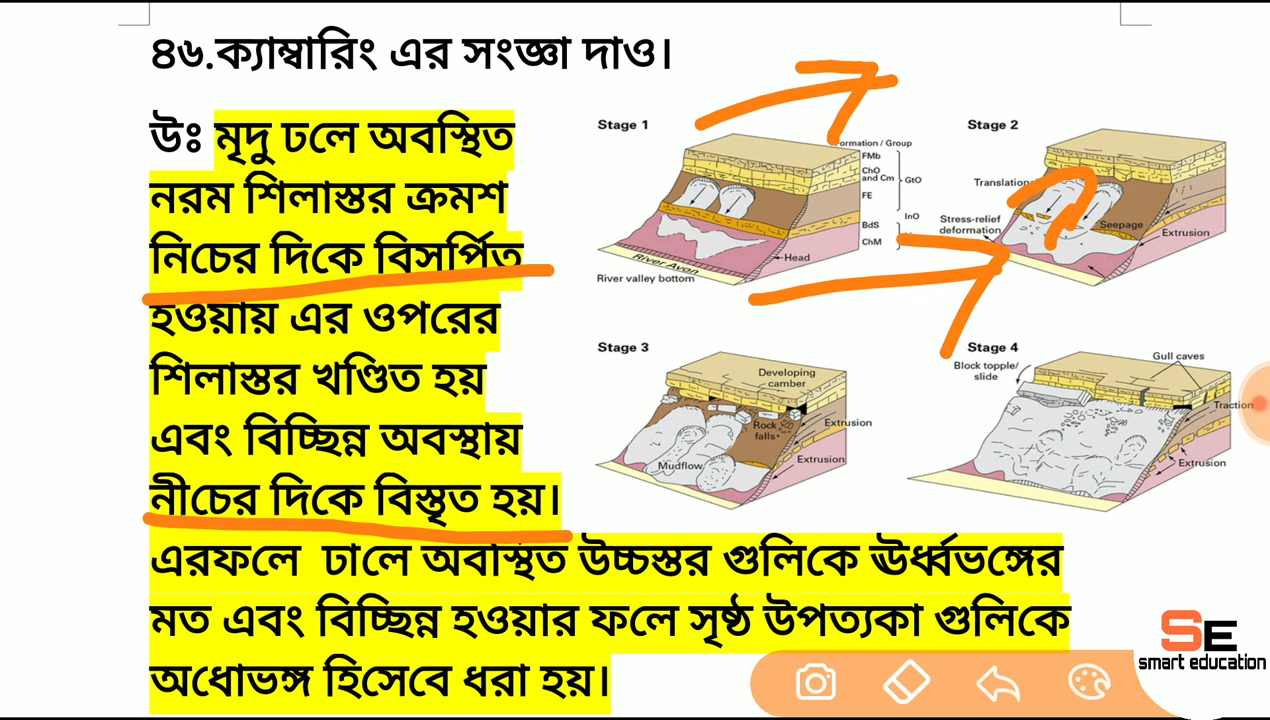 ৪৬.ক্যাম্বারিং এর সংজ্ঞা দাও।
উঃ মৃদু ঢলে অবস্থিত
নরম শিলাস্তর ক্রমশ
নিচের দিকে বিসর্পিত
হওয়ায় এর ওপরের
শিলাস্তর খণ্ডিত হয়
এবং বিচ্ছিন্ন অবস্থায়
নীচের দিকে বিস্তৃত হয়।
এরফলে ঢালে অবস্থিত উচ্চস্তর গুলিকে ঊর্ধ্বভঙ্গের
মত এবং বিচ্ছিন্ন হওয়ার ফলে সৃষ্ঠ উপত্যকা গুলিকে
অধোভঙ্গ হিসেবে ধরা হয়।
Stage 1
ormation / Group
FMb
ChO
and Cm
GtO
FE
InO
BdS
ChM
Head
River Avon
River valley bottom
Stage 2
Translation
Stress-relief
deformation
Seepage
Extrusion
Stage 3
Developing
camber
Rock
falls
Extrusion
Mudflow
Extrusion
Stage 4
Gull caves
Block topple/
slide
Traction
Extrusion
SE
smart education